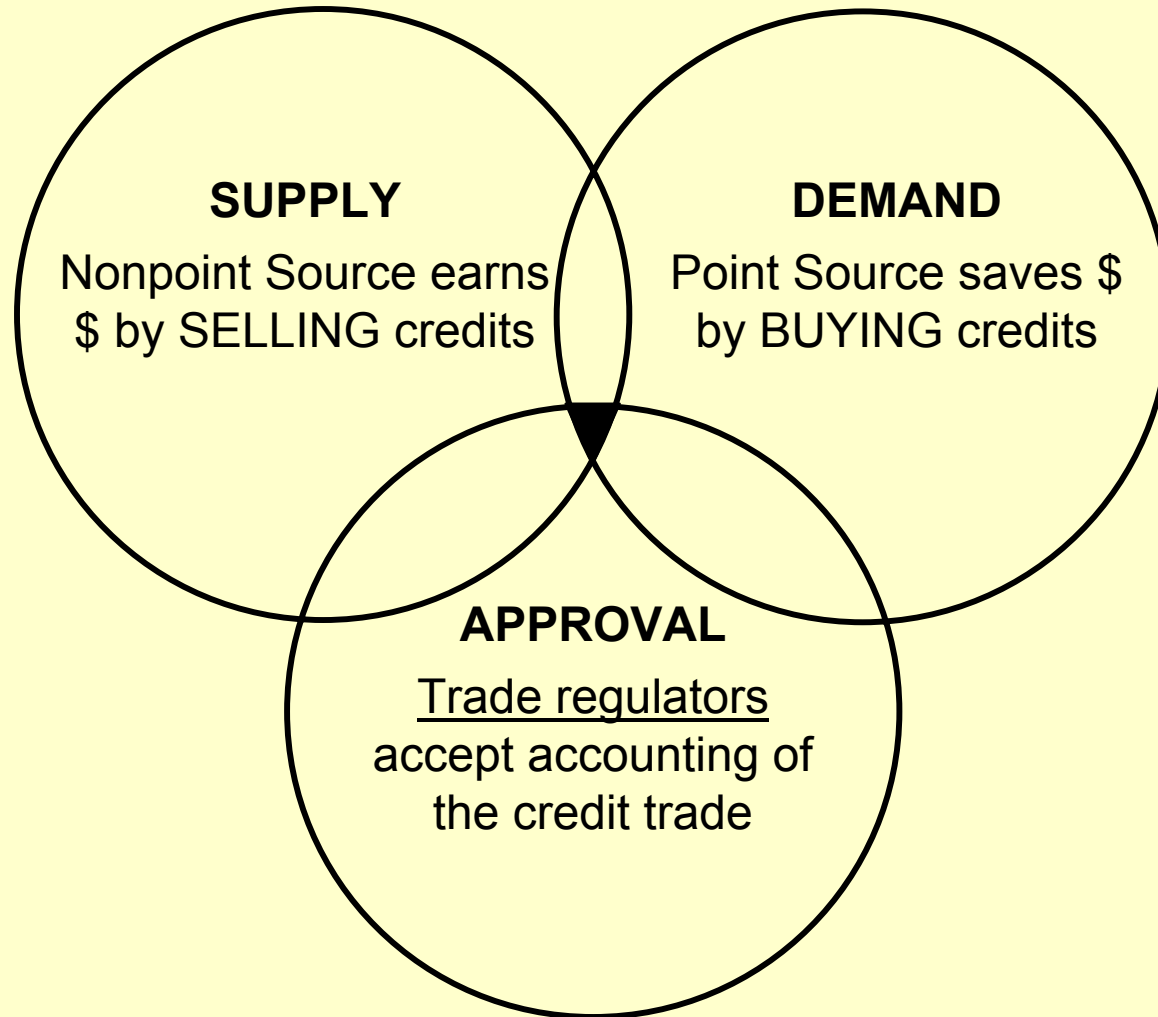 SUPPLY
Nonpoint Source earns
$ by SELLING credits
DEMAND
Point Source saves $
by BUYING credits
APPROVAL
Trade regulators
accept accounting of
the credit trade